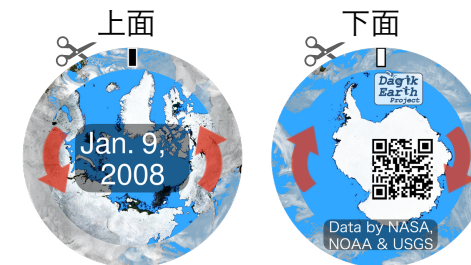 上面
下面
Jan. 9,
2008
Dagik
Earth
Project
Data by NASA,
NOAA & USGS